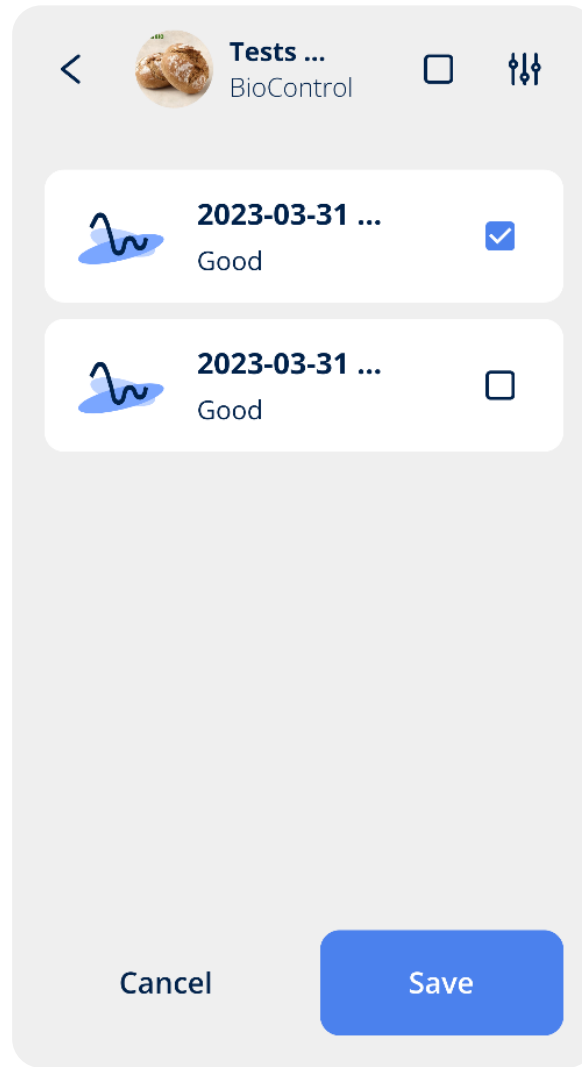 Tests ...
BioControl
2023-03-31 ...
Good
2023-03-31 ...
Good
Cancel
Save